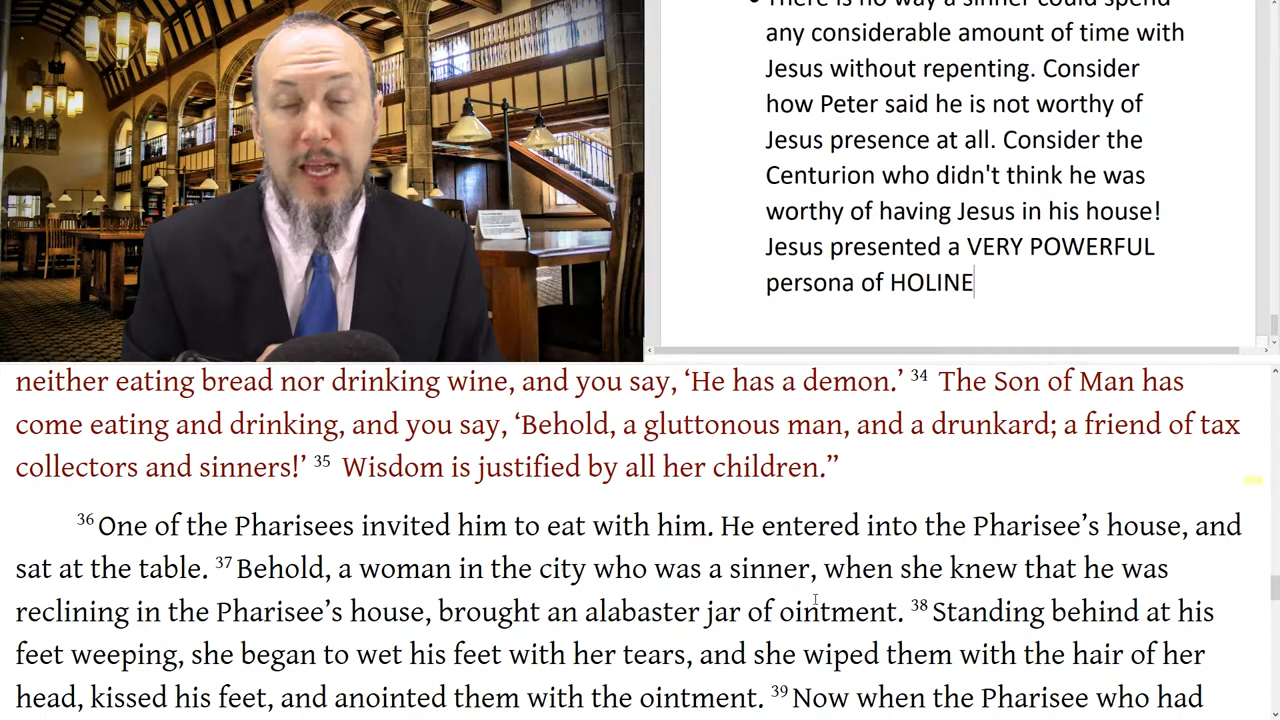 There is no way a sinner could spend
any considerable amount of time with
Jesus without repenting. Consider
how Peter said he is not worthy of
Jesus presence at all. Consider the
Centurion who didn't think he was
worthy of having Jesus in his house!
Jesus presented a VERY POWERFUL
persona of HOLINE
neither eating bread nor drinking wine, and you say, ‘He has a demon.’ 34 The Son of Man has
come eating and drinking, and you say, ‘Behold, a gluttonous man, and a drunkard; a friend of tax
collectors and sinners!’ 35 Wisdom is justified by all her children.”
36 One of the Pharisees invited him to eat with him. He entered into the Pharisee’s house, and
sat at the table. 37 Behold, a woman in the city who was a sinner, when she knew that he was
reclining in the Pharisee’s house, brought an alabaster jar of ointment. 38 Standing behind at his
feet weeping, she began to wet his feet with her tears, and she wiped them with the hair of her
head, kissed his feet, and anointed them with the ointment. 39 Now when the Pharisee who had